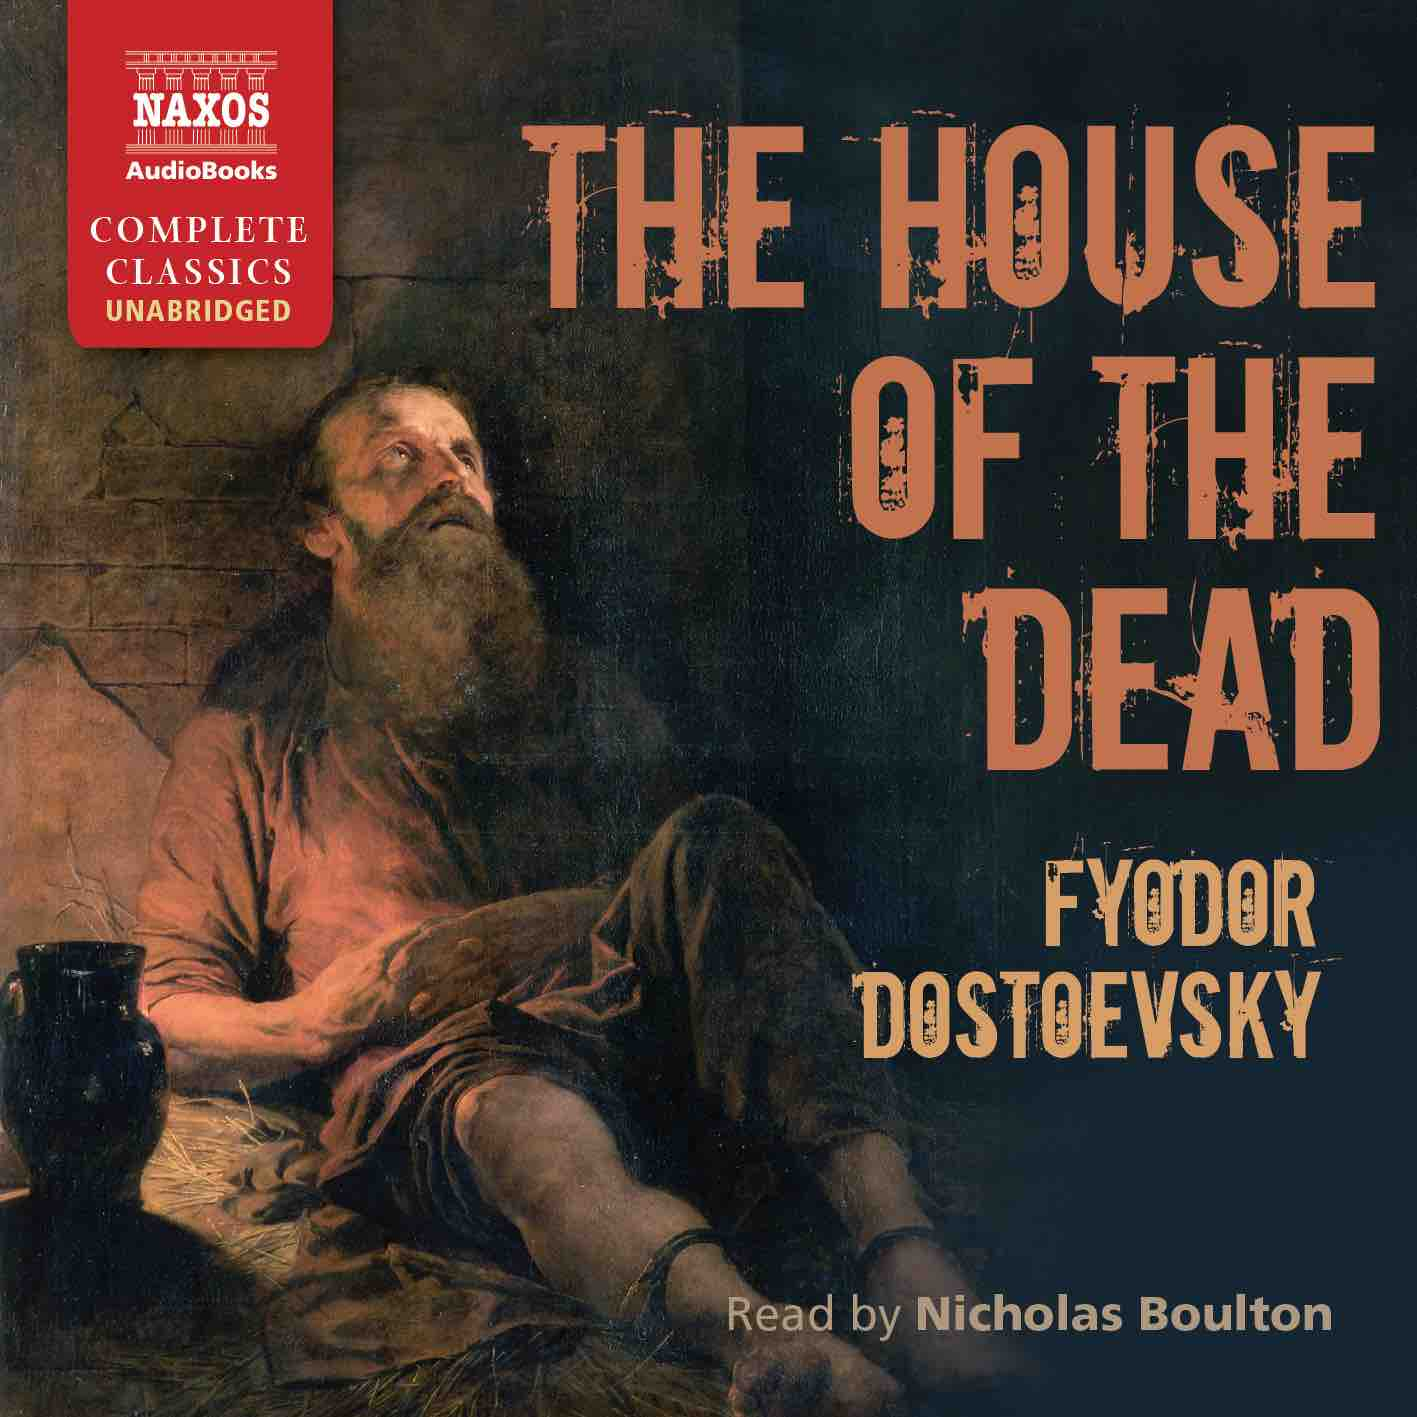 NAXOS
AudioBooks
COMPLETE
CLASSICS
UNABRIDGED
THE HOUSE
OF THE
DEAD
FYODOR
DOSTOEVSKY
Read by Nicholas Boulton